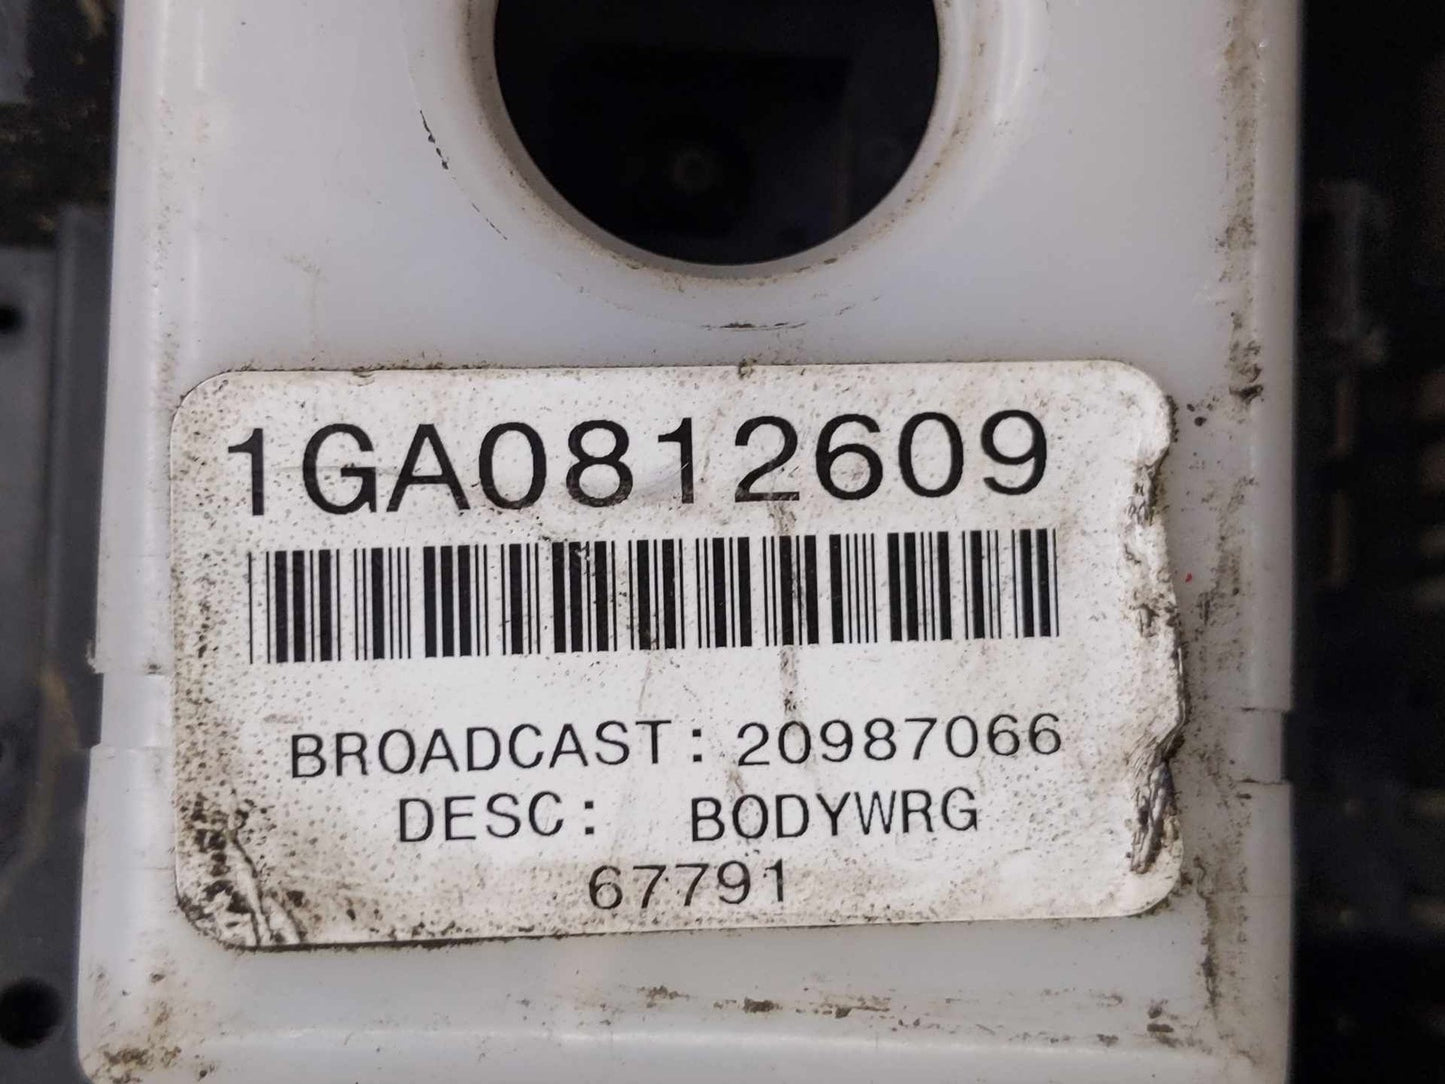 1GA0812609
BROADCAST: 20987066
DESC: BODYWRG
67791